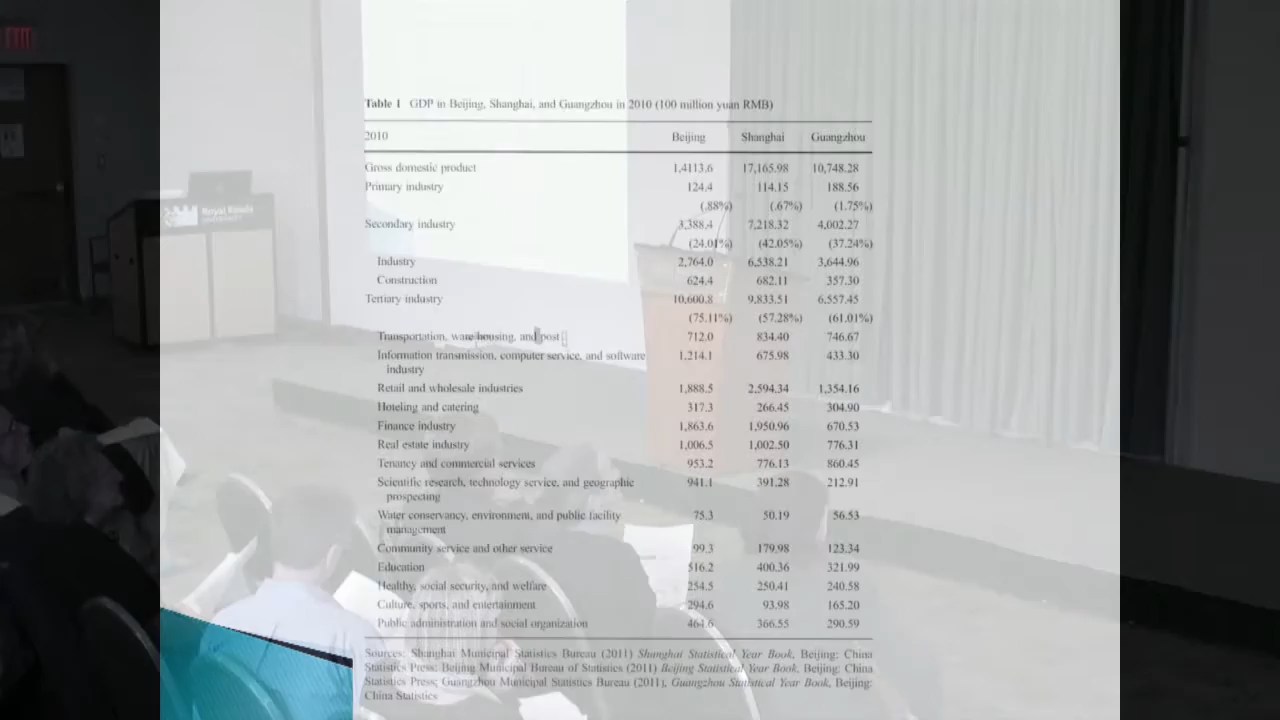 Table 1 GDP in Beijing, Shanghai, and Guangzhou in 2010 (100 million yuan RMB)
2010 Beijing Shanghai Guangzhou
Gross domestic product 1,4113.6 17,165.98 10,748.28
Primary industry 124.4 114.15 188.56
(.88%) (.67%) (1.75%)
Secondary industry 3,388.4 7,218.32 4,002.27
(24.01%) (42.05%) (37.24%)
Industry 2,764.0 6,538.21 3,644.96
Construction 624.4 682.11 357.30
Tertiary industry 10,600.8 9,833.51 6,557.45
(75.11%) (57.28%) (61.01%)
Transportation, ware housing, and post 712.0 834.40 746.67
Information transmission, computer service, and software 1,214.1 675.98 433.30
industry
Retail and wholesale industries 1,888.5 2,594.34 1,354.16
Hoteling and catering 317.3 266.45 304.90
Finance industry 1,863.6 1,950.96 670.53
Real estate industry 1,006.5 1,002.50 776.31
Tenancy and commercial services 953.2 776.13 860.45
Scientific research, technology service, and geographic 941.1 391.28 212.91
prospecting
Water conservancy, environment, and public facility 75.3 50.19 56.53
management
Community service and other service 99.3 179.98 123.34
Education 516.2 400.36 321.99
Healthy, social security, and welfare 254.5 250.41 240.58
Culture, sports, and entertainment 294.6 93.98 165.20
Public administration and social organization 464.6 366.55 290.59
Sources: Shanghai Municipal Statistics Bureau (2011) Shanghai Statistical Year Book, Beijing: China
Statistics Press; Beijing Municipal Bureau of Statistics (2011) Beijing Statistical Year Book, Beijing: China
Statistics Press; Guangzhou Municipal Statistics Bureau (2011), Guangzhou Statistical Year Book, Beijing:
China Statistics
Royal Roads
UNIVERSITY